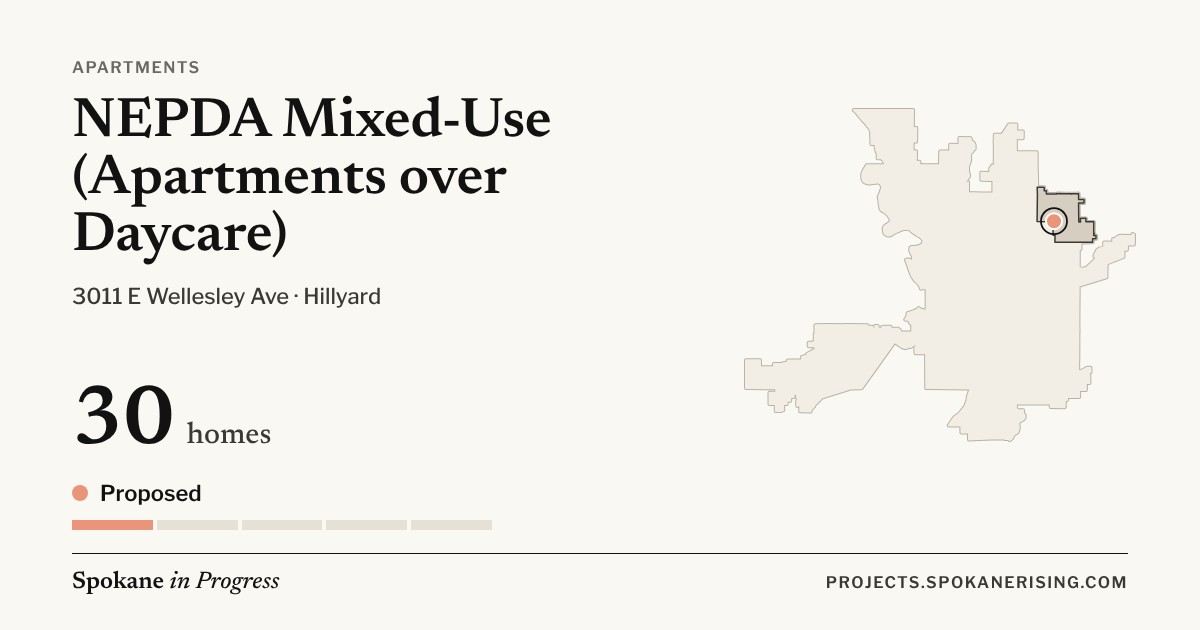 APARTMENTS
NEPDA Mixed-Use
(Apartments over
Daycare)
3011 E Wellesley Ave · Hillyard
30 homes
Proposed
Spokane in Progress
PROJECTS.SPOKANERISING.COM